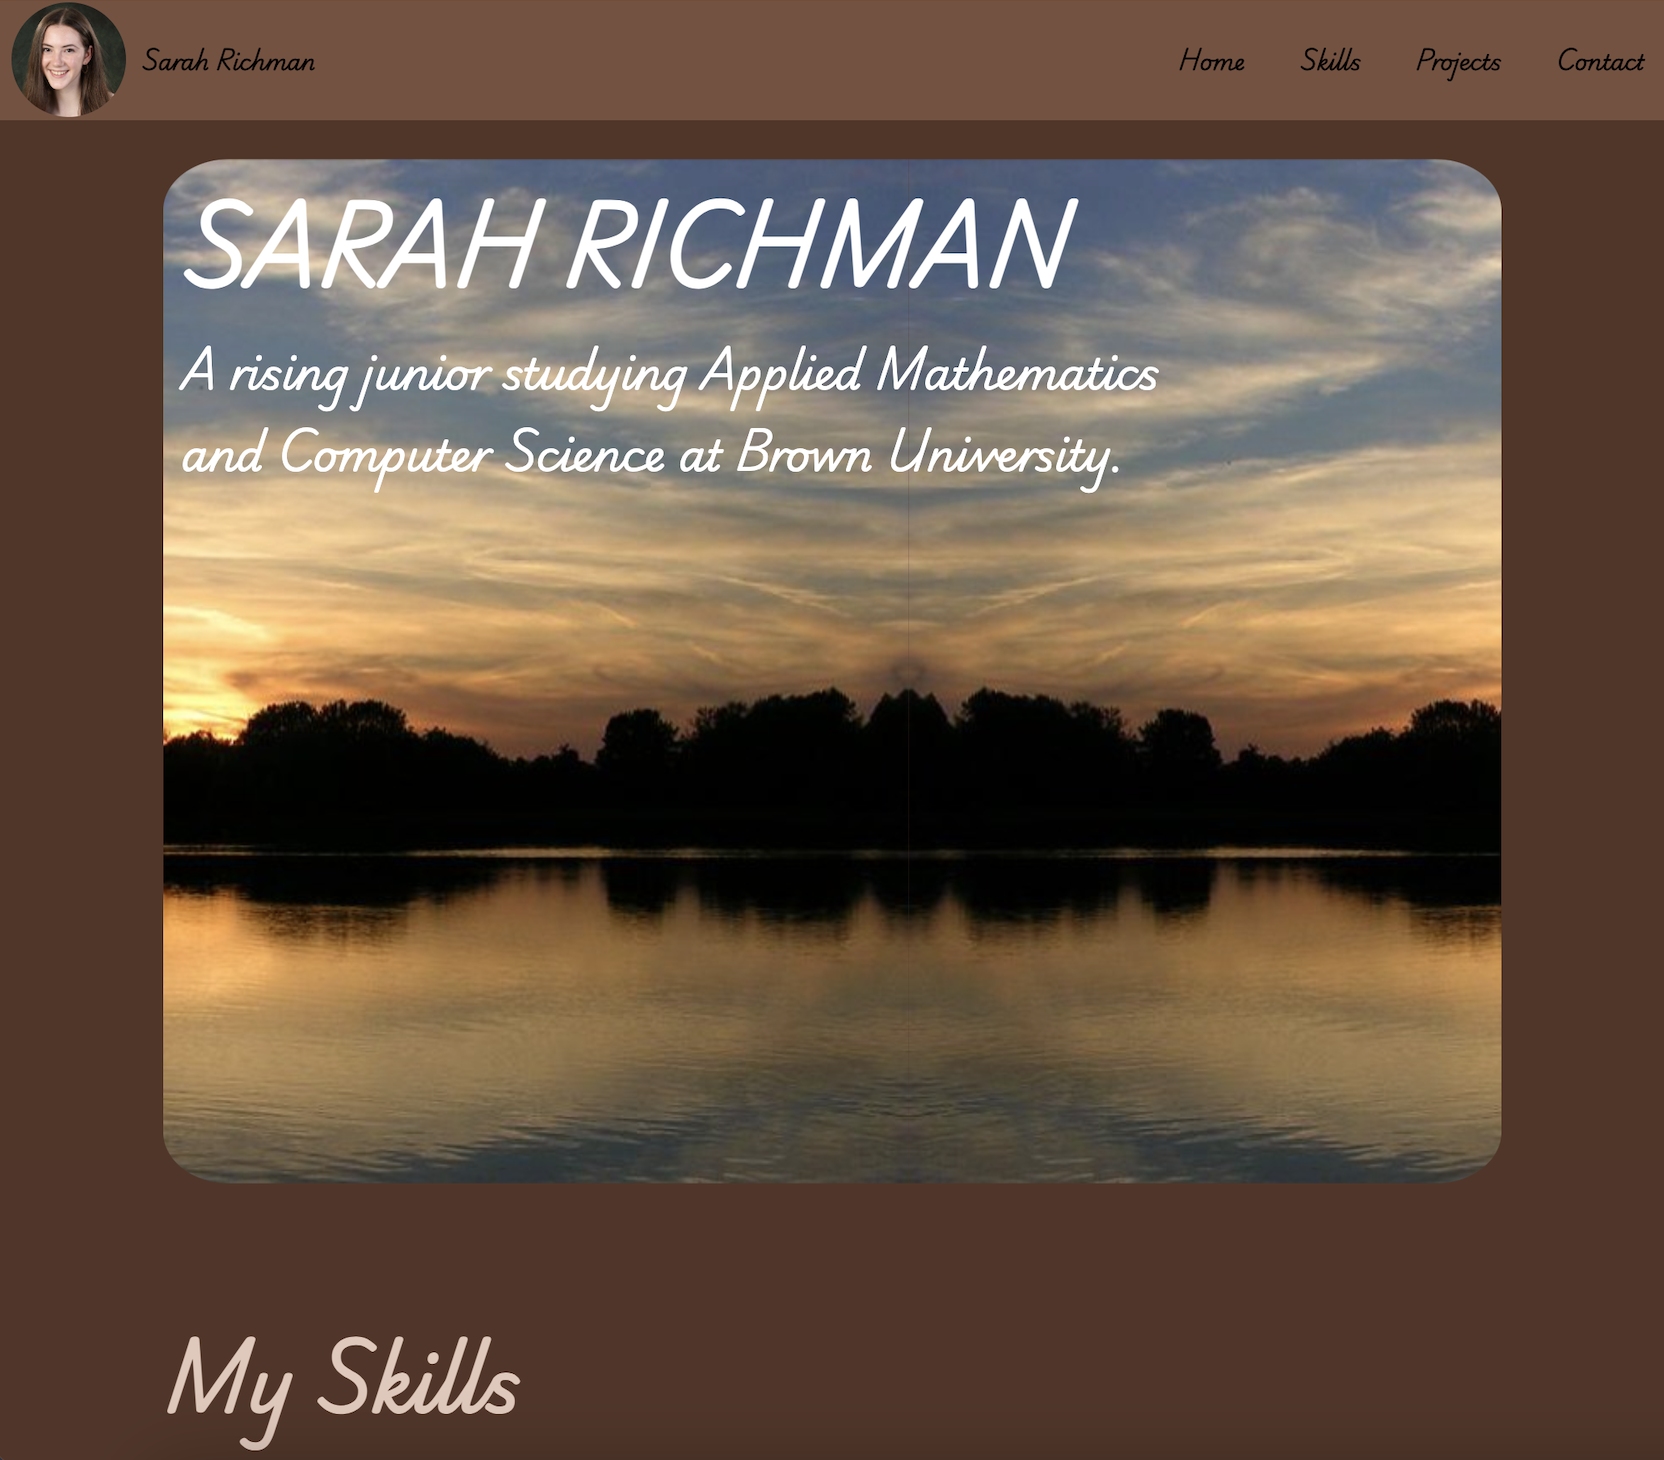 Sarah Richman
Home Skills Projects Contact
SARAH RICHMAN
A rising junior studying Applied Mathematics
and Computer Science at Brown University.
My Skills